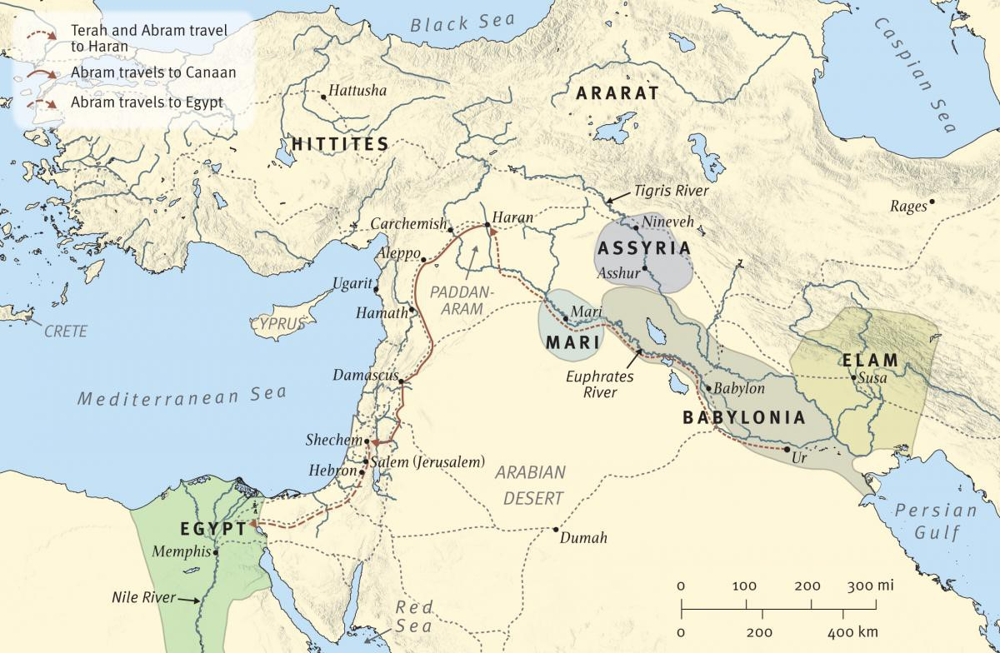 Terah and Abram travel
to Haran
Abram travels to Canaan
Abram travels to Egypt
Black Sea
Caspian Sea
Hattusha
ARARAT
HITTITES
Tigris River
Rages
Carchemish
Haran
Nineveh
ASSYRIA
Aleppo
Asshur
Ugarit
PADDAN-
ARAM
Hamath
Mari
CRETE
CYPRUS
MARI
ELAM
Susa
Damascus
Euphrates
River
Babylon
Mediterranean Sea
BABYLONIA
Shechem
Ur
Salem (Jerusalem)
Hebron
ARABIAN
DESERT
Persian
Gulf
EGYPT
Dumah
Memphis
Nile River
Red
Sea
0 100 200 300 mi
0 200 400 km